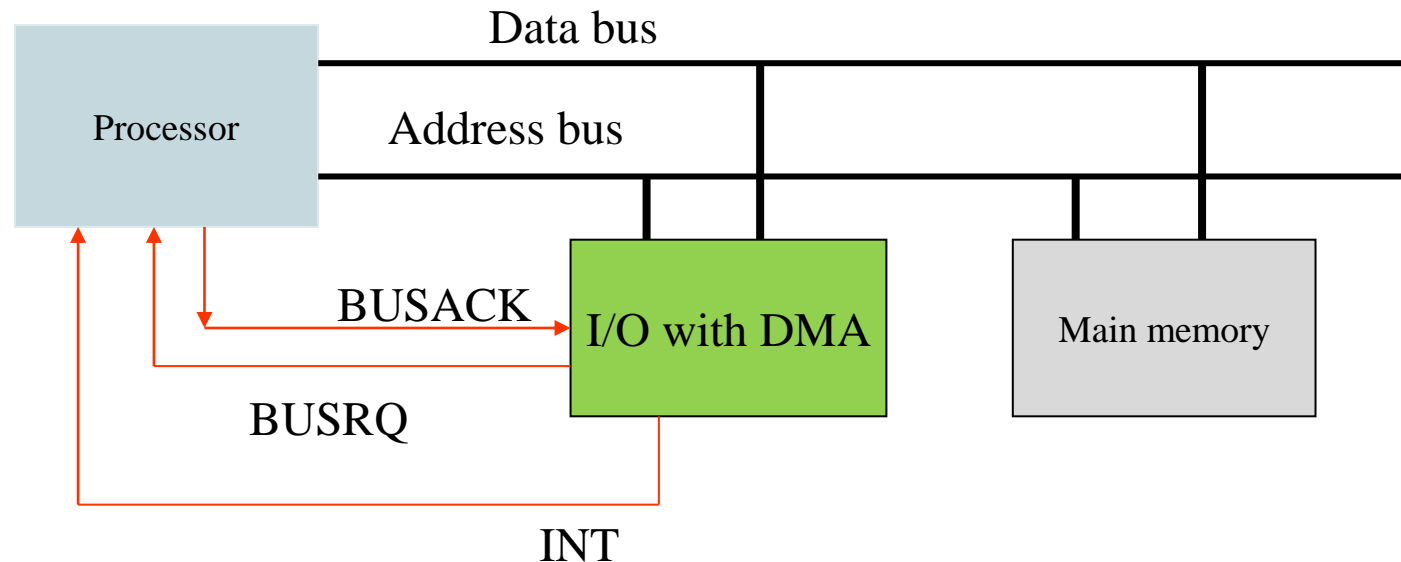 Data bus
Processor
Address bus
BUSACK
I/O with DMA
Main memory
BUSRQ
INT